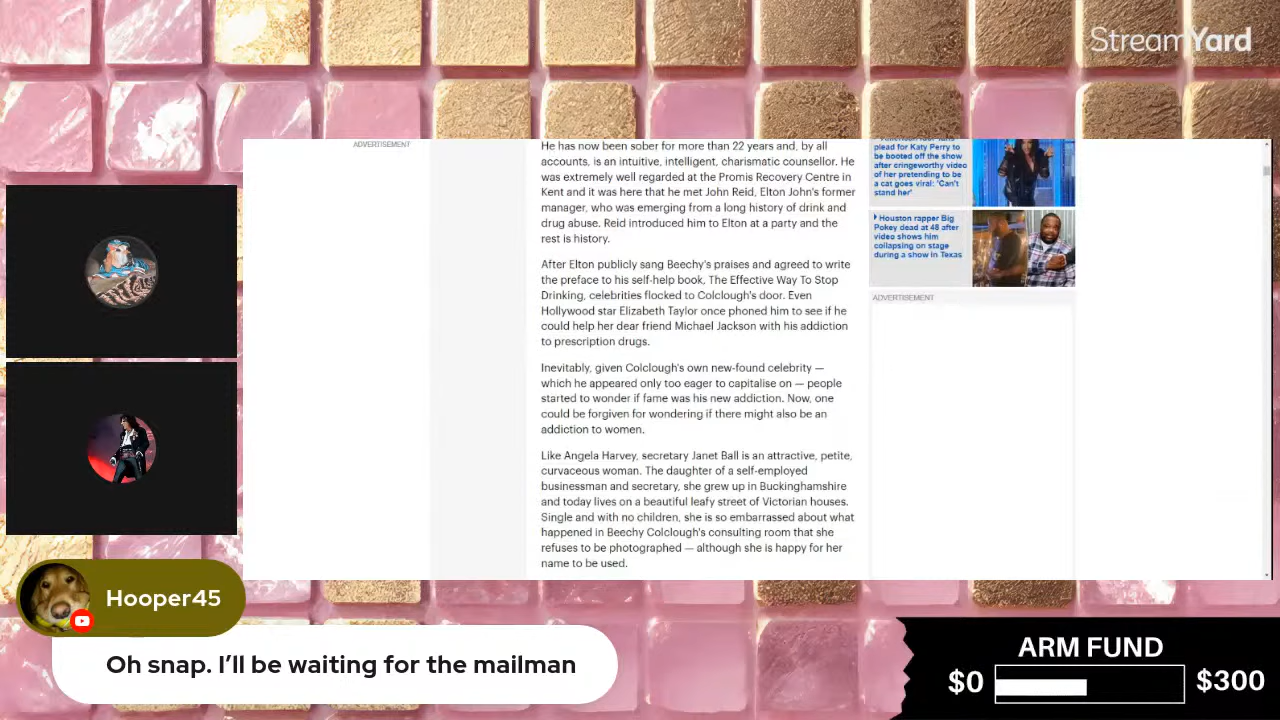 StreamYard
ADVERTISEMENT
He has now been sober for more than 22 years and, by all
accounts, is an intuitive, intelligent, charismatic counsellor. He
was extremely well regarded at the Promis Recovery Centre in
Kent and it was here that he met John Reid, Elton John's former
manager, who was emerging from a long history of drink and
drug abuse. Reid introduced him to Elton at a party and the
rest is history.
After Elton publicly sang Beechy's praises and agreed to write
the preface to his self-help book, The Effective Way To Stop
Drinking, celebrities flocked to Colclough's door. Even
Hollywood star Elizabeth Taylor once phoned him to see if he
could help her dear friend Michael Jackson with his addiction
to prescription drugs.
Inevitably, given Colclough's own new-found celebrity —
which he appeared only too eager to capitalise on — people
started to wonder if fame was his new addiction. Now, one
could be forgiven for wondering if there might also be an
addiction to women.
Like Angela Harvey, secretary Janet Ball is an attractive, petite,
curvaceous woman. The daughter of a self-employed
businessman and secretary, she grew up in Buckinghamshire
and today lives on a beautiful leafy street of Victorian houses.
Single and with no children, she is so embarrassed about what
happened in Beechy Colclough's consulting room that she
refuses to be photographed — although she is happy for her
name to be used.
plead for Katy Perry to
be booted off the show
after cringeworthy video
of her pretending to be
a cat goes viral: 'Can't
stand her'
Houston rapper Big
Pokey dead at 48 after
video shows him
collapsing on stage
during a show in Texas
ADVERTISEMENT
Hooper45
Oh snap. I'll be waiting for the mailman
ARM FUND
$0
$300